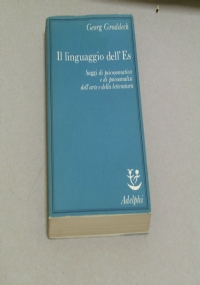 Georg Groddeck
Il linguaggio dell'Es
Saggi di psicosomatica
e di psicoanalisi
dell'arte e della letteratura
Adelphi